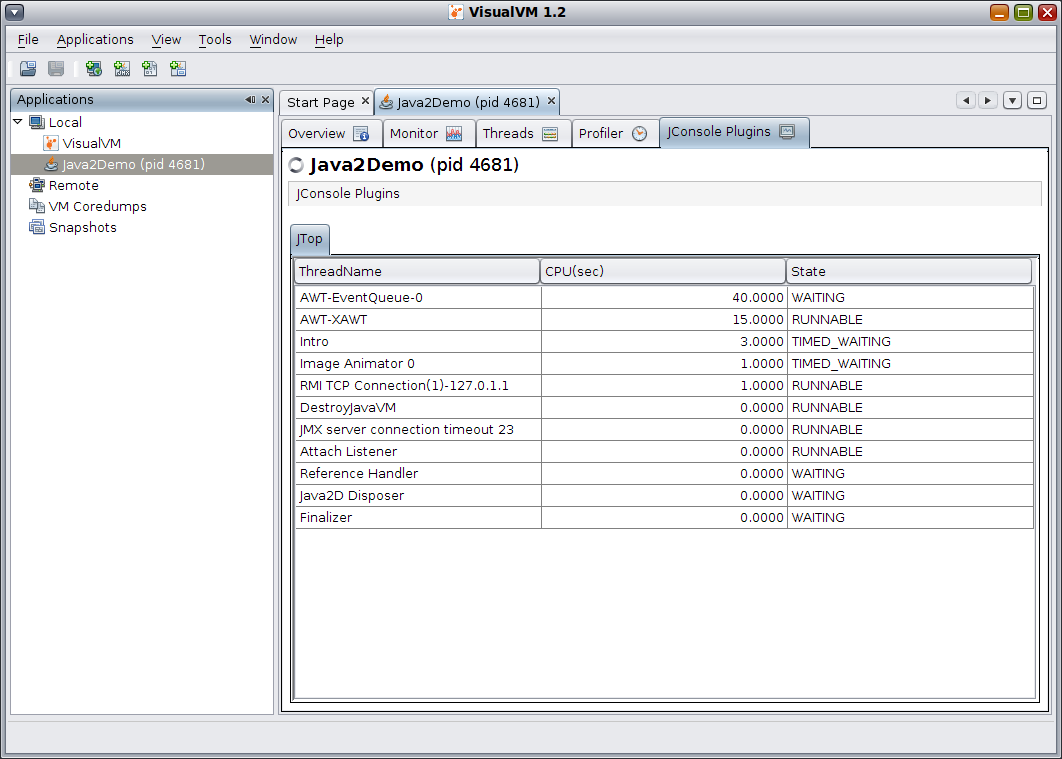 VisualVM 1.2
File Applications View Tools Window Help
Applications
Local
VisualVM
Java2Demo (pid 4681)
Remote
VM Coredumps
Snapshots
Start Page Java2Demo (pid 4681)
Overview Monitor Threads Profiler JConsole Plugins
Java2Demo (pid 4681)
JConsole Plugins
JTop
ThreadName CPU(sec) State
AWT-EventQueue-0 40.0000 WAITING
AWT-XAWT 15.0000 RUNNABLE
Intro 3.0000 TIMED_WAITING
Image Animator 0 1.0000 TIMED_WAITING
RMI TCP Connection(1)-127.0.1.1 1.0000 RUNNABLE
DestroyJavaVM 0.0000 RUNNABLE
JMX server connection timeout 23 0.0000 RUNNABLE
Attach Listener 0.0000 RUNNABLE
Reference Handler 0.0000 WAITING
Java2D Disposer 0.0000 WAITING
Finalizer 0.0000 WAITING